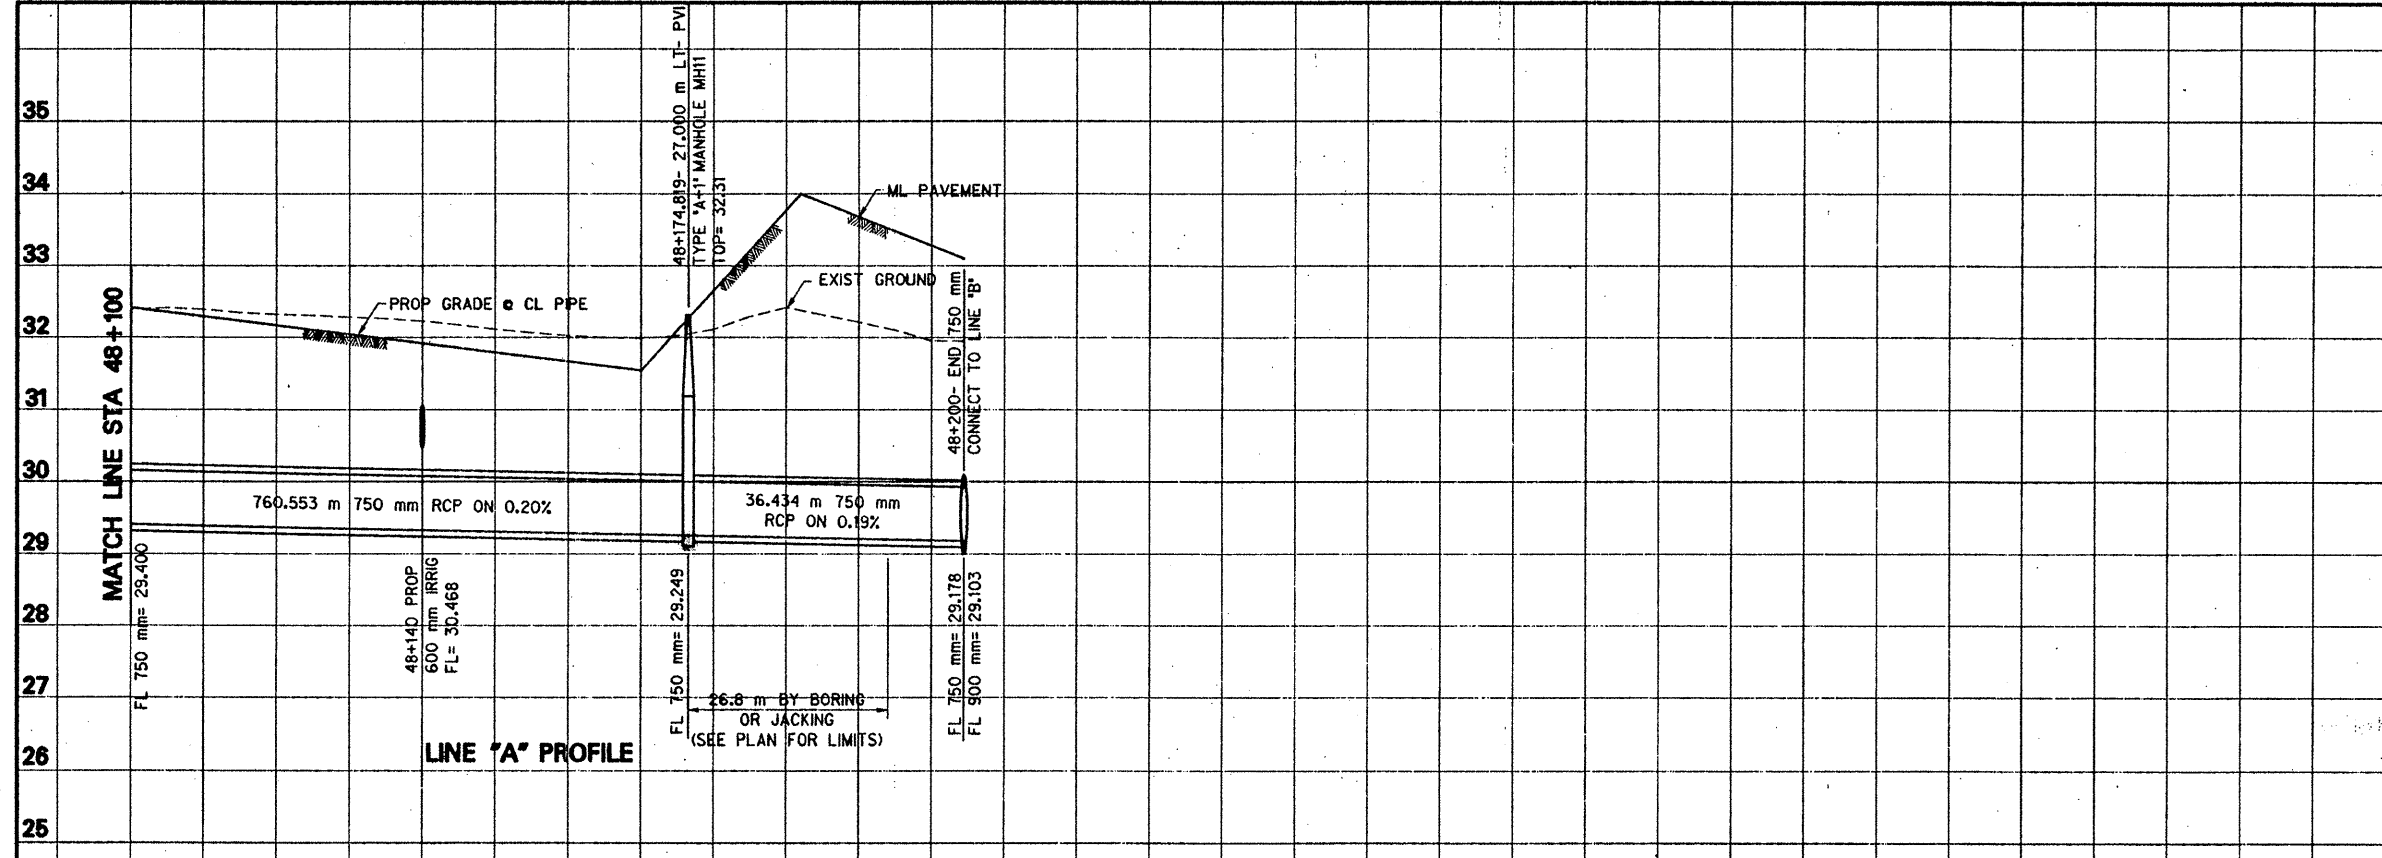 35
34
33
32
31
30
29
28
27
26
25
MATCH LINE STA 48+100
FL 750 mm= 29.400
PROP GRADE @ CL PIPE
760.553 m 750 mm RCP ON 0.20%
48+140 PROP
600 mm IRRIG
FL= 30.468
LINE "A" PROFILE
48+174.819- 27.000 m LT- PVI
TYPE "A-1" MANHOLE MH11
TOP= 32.31
ML PAVEMENT
EXIST GROUND
36.434 m 750 mm
RCP ON 0.19%
FL 750 mm= 29.249
26.8 m BY BORING
OR JACKING
(SEE PLAN FOR LIMITS)
48+200- END 750 mm
CONNECT TO LINE "B"
FL 750 mm= 29.178
FL 900 mm= 29.103